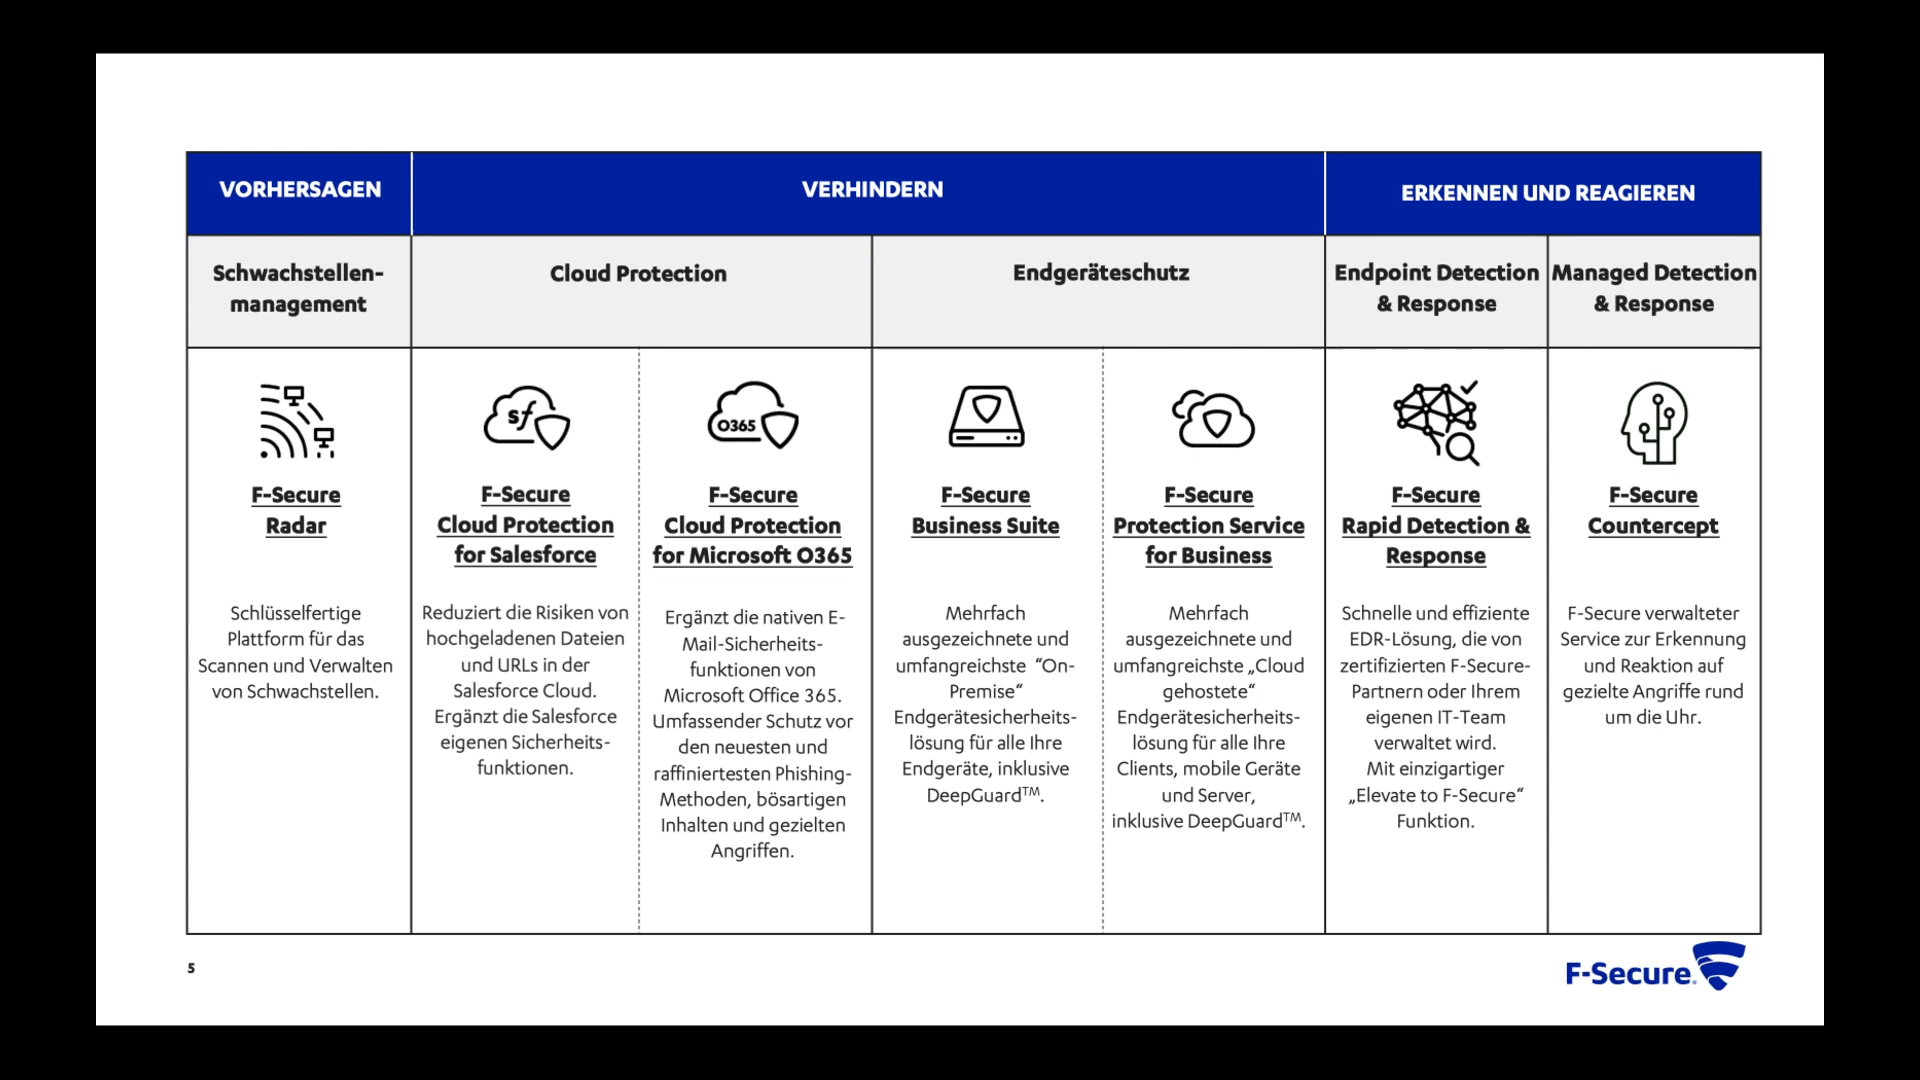 VORHERSAGEN
VERHINDERN
ERKENNEN UND REAGIEREN
Schwachstellen-
management
Cloud Protection
Endgeräteschutz
Endpoint Detection
& Response
Managed Detection
& Response
F-Secure
Radar
Schlüsselfertige
Plattform für das
Scannen und Verwalten
von Schwachstellen.
sf
F-Secure
Cloud Protection
for Salesforce
Reduziert die Risiken von
hochgeladenen Dateien
und URLs in der
Salesforce Cloud.
Ergänzt die Salesforce
eigenen Sicherheits-
funktionen.
O365
F-Secure
Cloud Protection
for Microsoft O365
Ergänzt die nativen E-
Mail-Sicherheits-
funktionen von
Microsoft Office 365.
Umfassender Schutz vor
den neuesten und
raffiniertesten Phishing-
Methoden, bösartigen
Inhalten und gezielten
Angriffen.
F-Secure
Business Suite
Mehrfach
ausgezeichnete und
umfangreichste “On-
Premise“
Endgerätesicherheits-
lösung für alle Ihre
Endgeräte, inklusive
DeepGuard™.
F-Secure
Protection Service
for Business
Mehrfach
ausgezeichnete und
umfangreichste „Cloud
gehostete“
Endgerätesicherheits-
lösung für alle Ihre
Clients, mobile Geräte
und Server,
inklusive DeepGuard™.
F-Secure
Rapid Detection &
Response
Schnelle und effiziente
EDR-Lösung, die von
zertifizierten F-Secure-
Partnern oder Ihrem
eigenen IT-Team
verwaltet wird.
Mit einzigartiger
„Elevate to F-Secure“
Funktion.
F-Secure
Countercept
F-Secure verwalteter
Service zur Erkennung
und Reaktion auf
gezielte Angriffe rund
um die Uhr.
5
F-Secure.